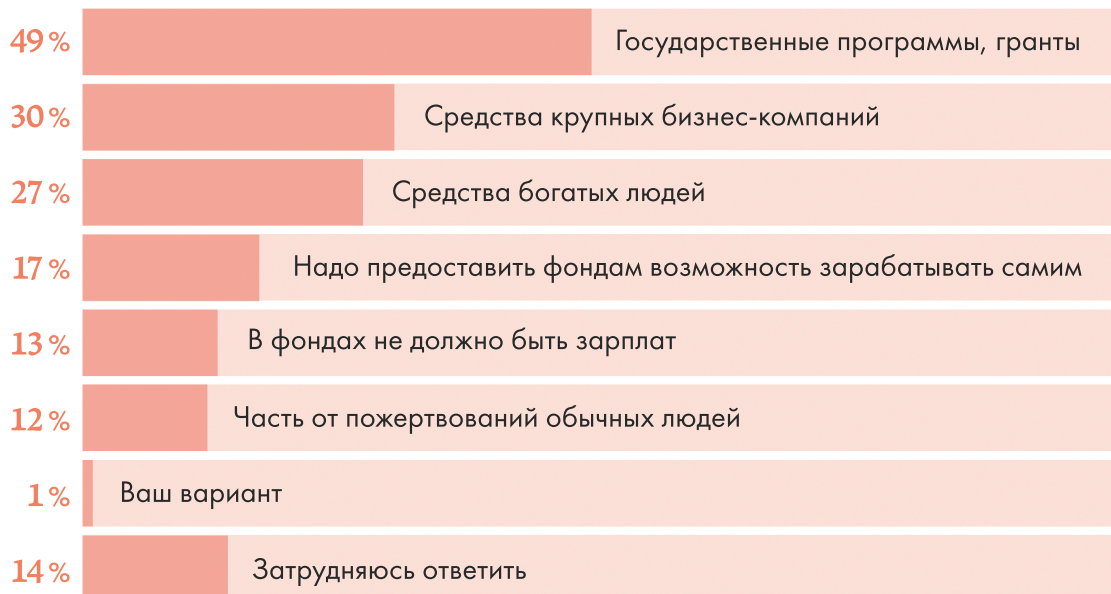 49 % Государственные программы, гранты
30 % Средства крупных бизнес-компаний
27 % Средства богатых людей
17 % Надо предоставить фондам возможность зарабатывать самим
13 % В фондах не должно быть зарплат
12 % Часть от пожертвований обычных людей
1 % Ваш вариант
14 % Затрудняюсь ответить